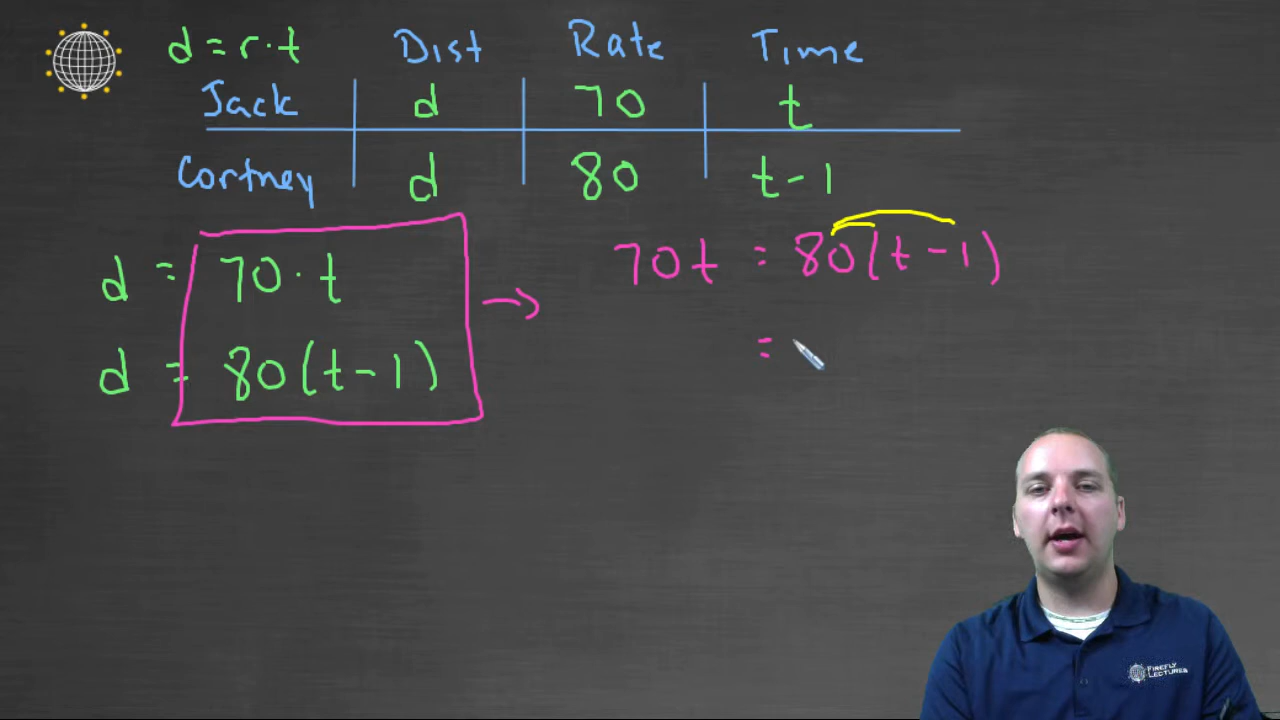 d = r · t Dist Rate Time
Jack d 70 t
Cortney d 80 t - 1
d = 70 · t
d = 80(t - 1)
70t = 80(t - 1)
=
FIREFLY
LECTURES